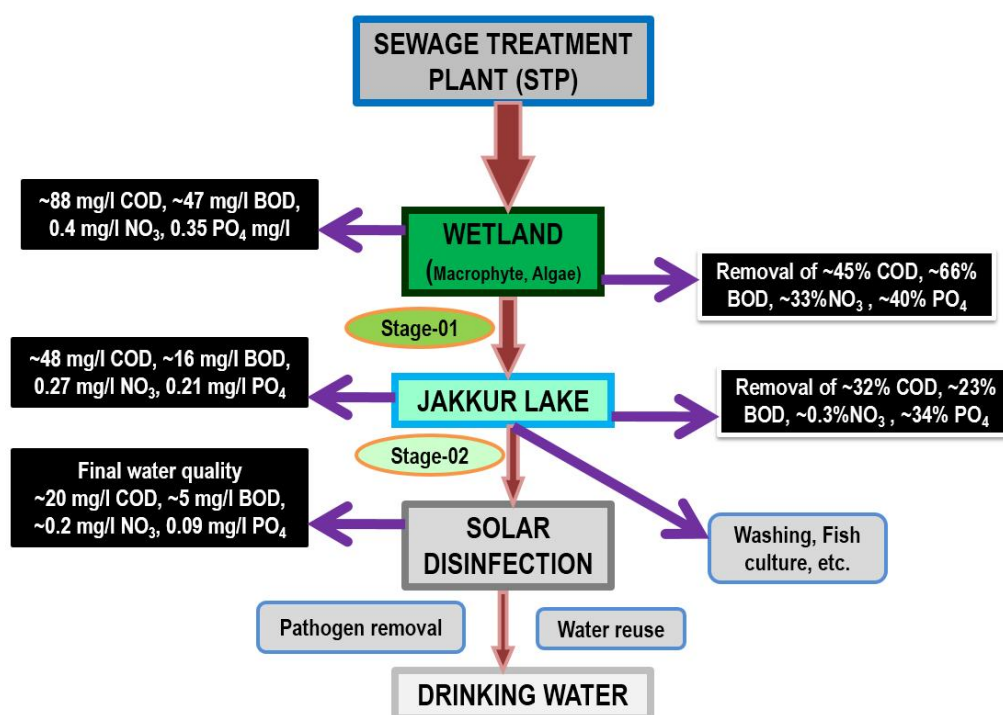 SEWAGE TREATMENT
PLANT (STP)
~88 mg/l COD, ~47 mg/l BOD,
0.4 mg/l NO₃, 0.35 PO₄ mg/l
WETLAND
(Macrophyte, Algae)
Removal of ~45% COD, ~66%
BOD, ~33%NO₃ , ~40% PO₄
Stage-01
~48 mg/l COD, ~16 mg/l BOD,
0.27 mg/l NO₃, 0.21 mg/l PO₄
JAKKUR LAKE
Removal of ~32% COD, ~23%
BOD, ~0.3%NO₃ , ~34% PO₄
Stage-02
Final water quality
~20 mg/l COD, ~5 mg/l BOD,
~0.2 mg/l NO₃, 0.09 mg/l PO₄
SOLAR
DISINFECTION
Washing, Fish
culture, etc.
Pathogen removal
Water reuse
DRINKING WATER